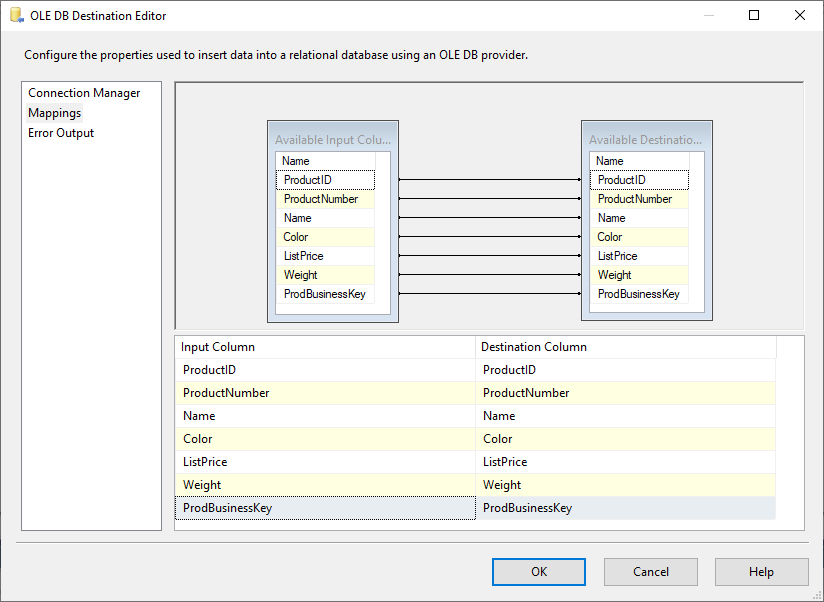 OLE DB Destination Editor
Configure the properties used to insert data into a relational database using an OLE DB provider.
Connection Manager
Mappings
Error Output
Available Input Colu...
Name
ProductID
ProductNumber
Name
Color
ListPrice
Weight
ProdBusinessKey
Available Destinatio...
Name
ProductID
ProductNumber
Name
Color
ListPrice
Weight
ProdBusinessKey
Input Column Destination Column
ProductID ProductID
ProductNumber ProductNumber
Name Name
Color Color
ListPrice ListPrice
Weight Weight
ProdBusinessKey ProdBusinessKey
OK Cancel Help